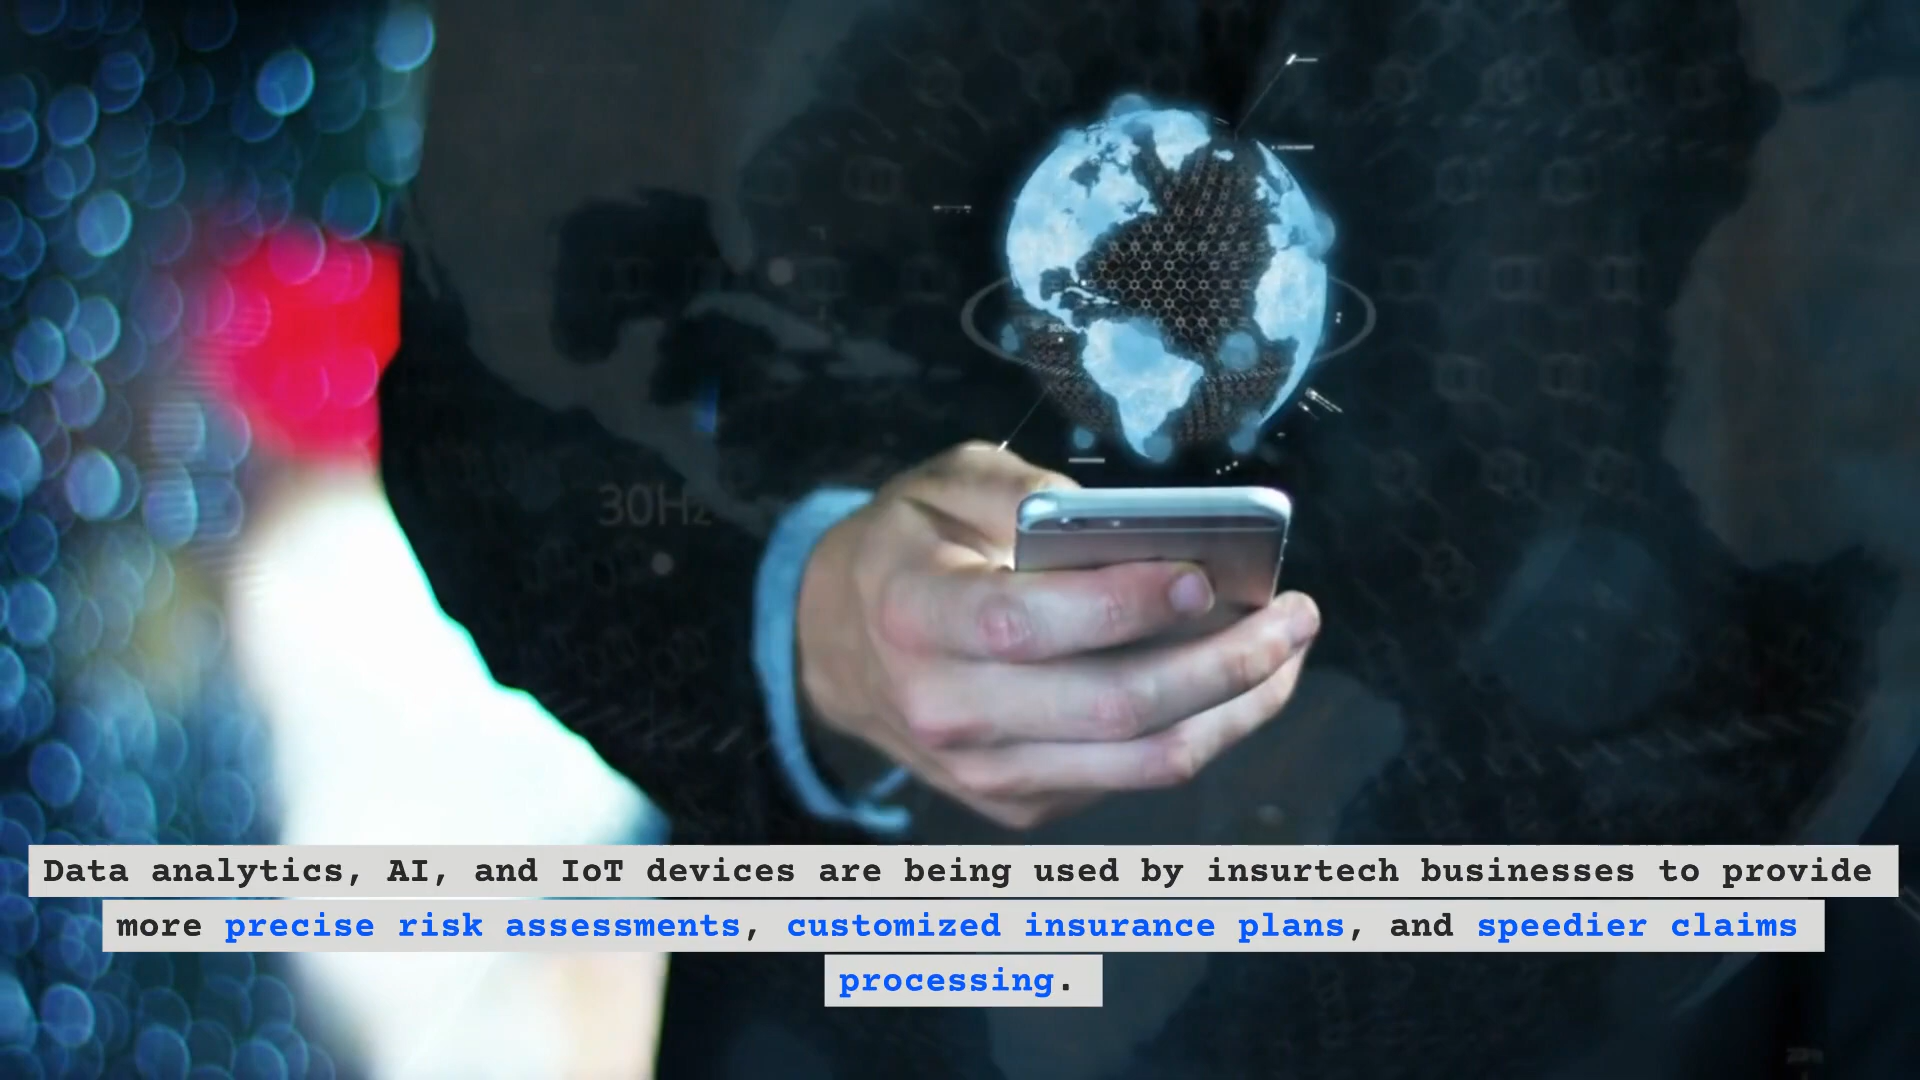 30Hz
Data analytics, AI, and IoT devices are being used by insurtech businesses to provide
more precise risk assessments, customized insurance plans, and speedier claims
processing.